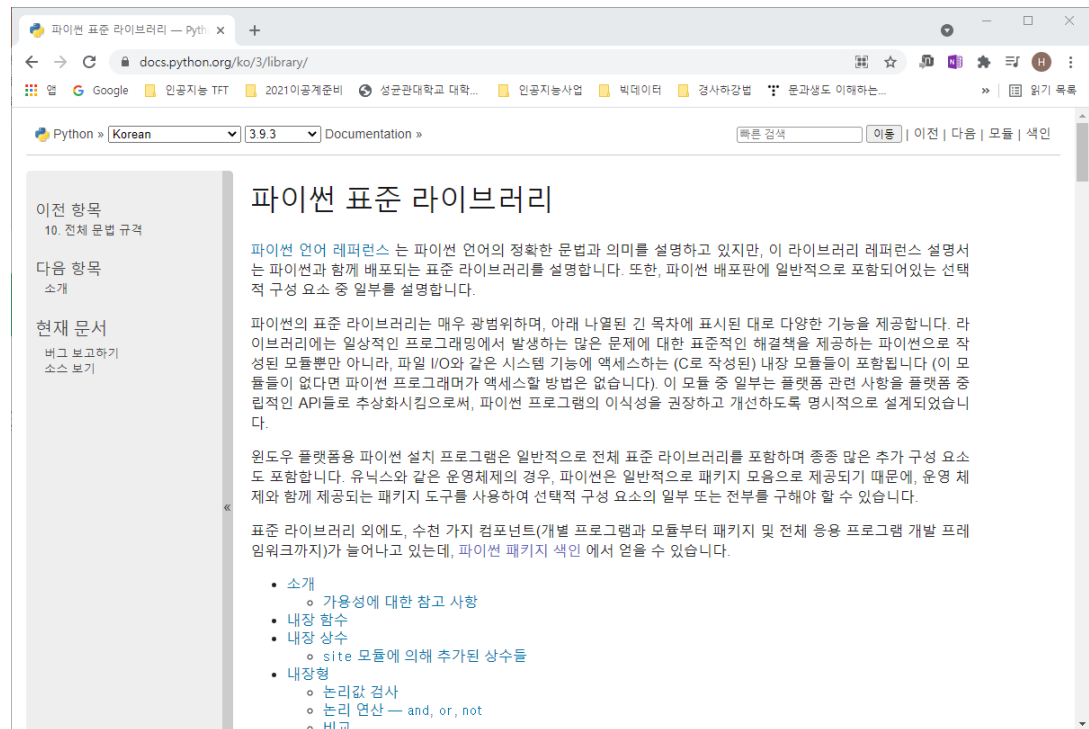 파이썬 표준 라이브러리 — Pyth
docs.python.org/ko/3/library/
H
앱 Google 인공지능 TFT 2021이공계준비 성균관대학교 대학... 인공지능사업 빅데이터 경사하강법 문과생도 이해하는... » 읽기 목록
Python » Korean 3.9.3 Documentation » 빠른 검색 이동 | 이전 | 다음 | 모듈 | 색인
이전 항목
10. 전체 문법 규격
다음 항목
소개
현재 문서
버그 보고하기
소스 보기
«
파이썬 표준 라이브러리
파이썬 언어 레퍼런스 는 파이썬 언어의 정확한 문법과 의미를 설명하고 있지만, 이 라이브러리 레퍼런스 설명서
는 파이썬과 함께 배포되는 표준 라이브러리를 설명합니다. 또한, 파이썬 배포판에 일반적으로 포함되어있는 선택
적 구성 요소 중 일부를 설명합니다.
파이썬의 표준 라이브러리는 매우 광범위하며, 아래 나열된 긴 목차에 표시된 대로 다양한 기능을 제공합니다. 라
이브러리에는 일상적인 프로그래밍에서 발생하는 많은 문제에 대한 표준적인 해결책을 제공하는 파이썬으로 작
성된 모듈뿐만 아니라, 파일 I/O와 같은 시스템 기능에 액세스하는 (C로 작성된) 내장 모듈들이 포함됩니다 (이 모
듈들이 없다면 파이썬 프로그래머가 액세스할 방법은 없습니다). 이 모듈 중 일부는 플랫폼 관련 사항을 플랫폼 중
립적인 API들로 추상화시킴으로써, 파이썬 프로그램의 이식성을 권장하고 개선하도록 명시적으로 설계되었습니
다.
윈도우 플랫폼용 파이썬 설치 프로그램은 일반적으로 전체 표준 라이브러리를 포함하며 종종 많은 추가 구성 요소
도 포함합니다. 유닉스와 같은 운영체제의 경우, 파이썬은 일반적으로 패키지 모음으로 제공되기 때문에, 운영 체
제와 함께 제공되는 패키지 도구를 사용하여 선택적 구성 요소의 일부 또는 전부를 구해야 할 수 있습니다.
표준 라이브러리 외에도, 수천 가지 컴포넌트(개별 프로그램과 모듈부터 패키지 및 전체 응용 프로그램 개발 프레
임워크까지)가 늘어나고 있는데, 파이썬 패키지 색인 에서 얻을 수 있습니다.
소개
가용성에 대한 참고 사항
내장 함수
내장 상수
site 모듈에 의해 추가된 상수들
내장형
논리값 검사
논리 연산 — and, or, not
비교